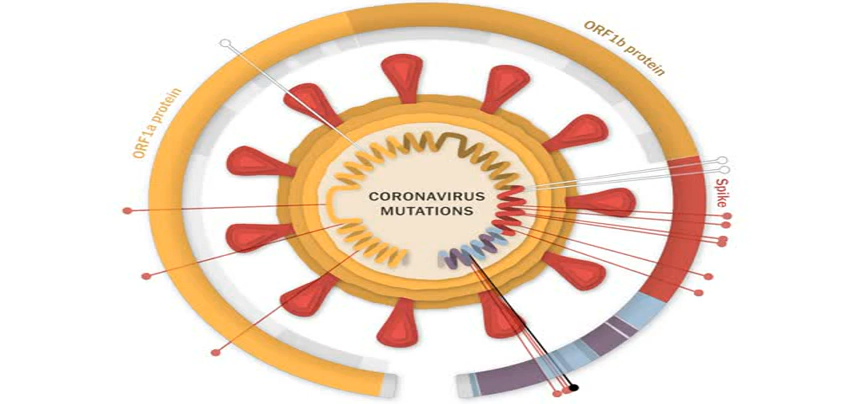 ORF1b protein
ORF1a protein
CORONAVIRUS
MUTATIONS
Spike